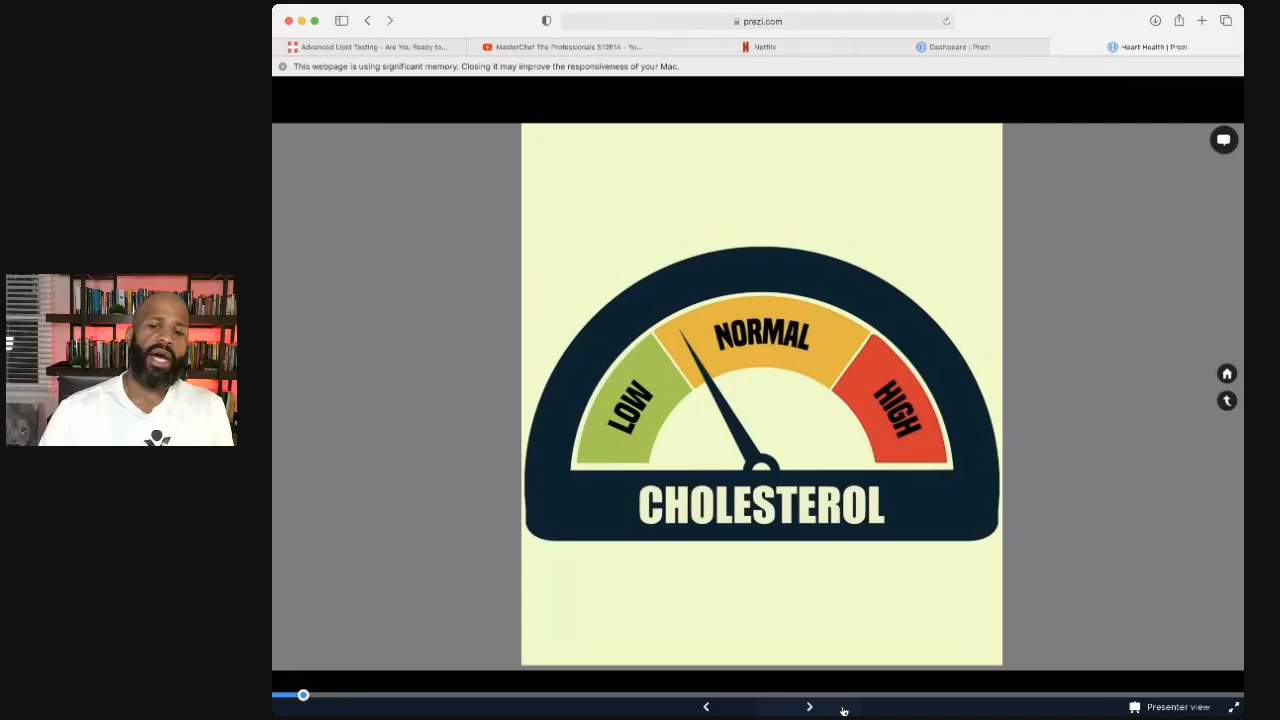 prezi.com
Advanced Lipid Testing - Are You Ready to...
MasterChef The Professionals S12E14 - Yo...
Netflix
Dashboard | Prezi
Heart Health | Prezi
This webpage is using significant memory. Closing it may improve the responsiveness of your Mac.
LOW
NORMAL
HIGH
CHOLESTEROL
Presenter view